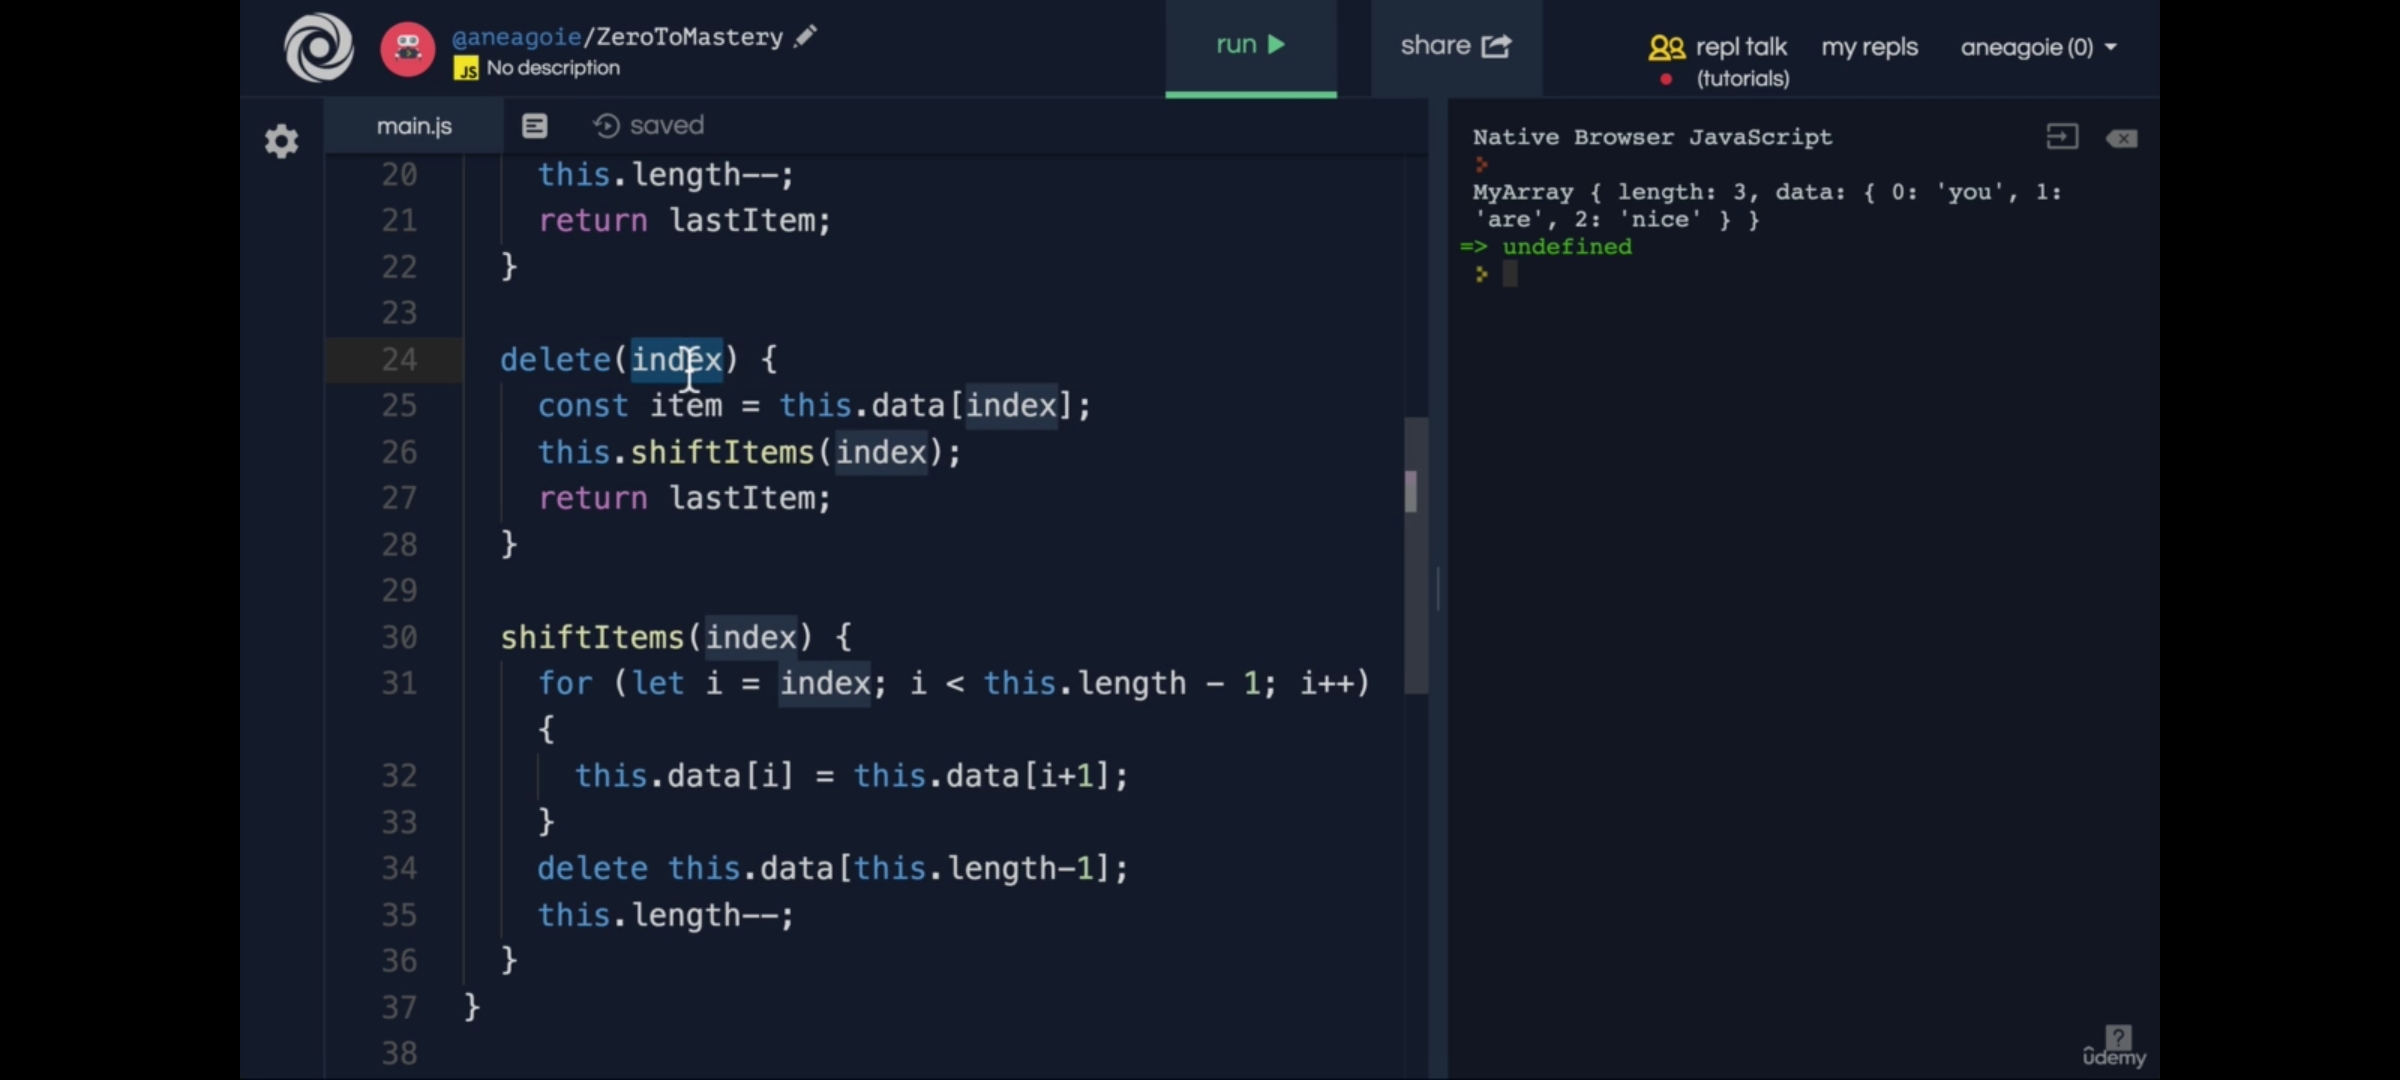 @aneagoie/ZeroToMastery
JS No description
run
share
repl talk
(tutorials)
my repls
aneagoie (0)
main.js
saved
20 this.length--;
21 return lastItem;
22 }
23
24 delete(index) {
25 const item = this.data[index];
26 this.shiftItems(index);
27 return lastItem;
28 }
29
30 shiftItems(index) {
31 for (let i = index; i < this.length - 1; i++)
{
32 this.data[i] = this.data[i+1];
33 }
34 delete this.data[this.length-1];
35 this.length--;
36 }
37 }
38
Native Browser JavaScript
MyArray { length: 3, data: { 0: 'you', 1:
'are', 2: 'nice' } }
=> undefined
?
ûdemy